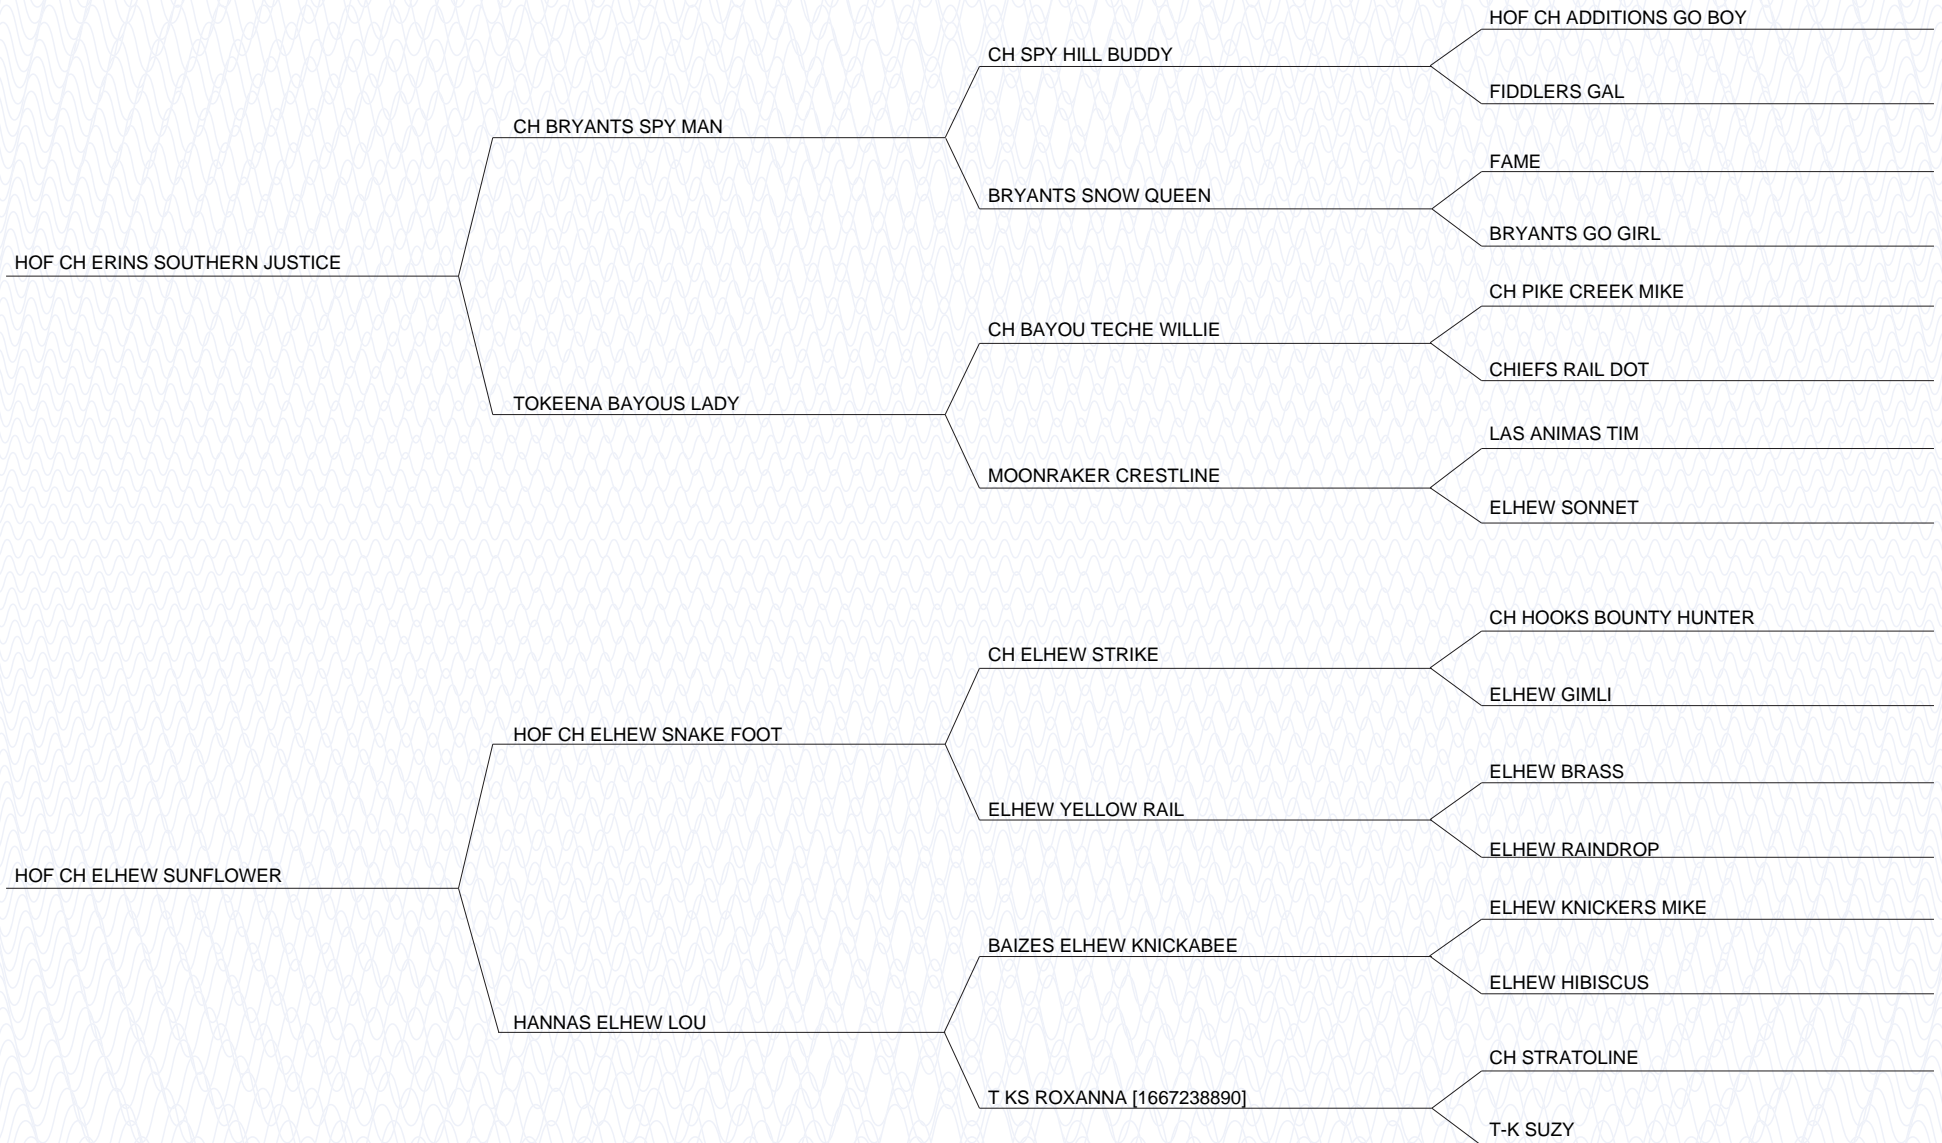 HOF CH ADDITIONS GO BOY
CH SPY HILL BUDDY
FIDDLERS GAL
CH BRYANTS SPY MAN
FAME
BRYANTS SNOW QUEEN
BRYANTS GO GIRL
HOF CH ERINS SOUTHERN JUSTICE
CH PIKE CREEK MIKE
CH BAYOU TECHE WILLIE
CHIEFS RAIL DOT
TOKEENA BAYOUS LADY
LAS ANIMAS TIM
MOONRAKER CRESTLINE
ELHEW SONNET
CH HOOKS BOUNTY HUNTER
CH ELHEW STRIKE
ELHEW GIMLI
HOF CH ELHEW SNAKE FOOT
ELHEW BRASS
ELHEW YELLOW RAIL
ELHEW RAINDROP
HOF CH ELHEW SUNFLOWER
ELHEW KNICKERS MIKE
BAIZES ELHEW KNICKABEE
ELHEW HIBISCUS
HANNAS ELHEW LOU
CH STRATOLINE
T KS ROXANNA [1667238890]
T-K SUZY